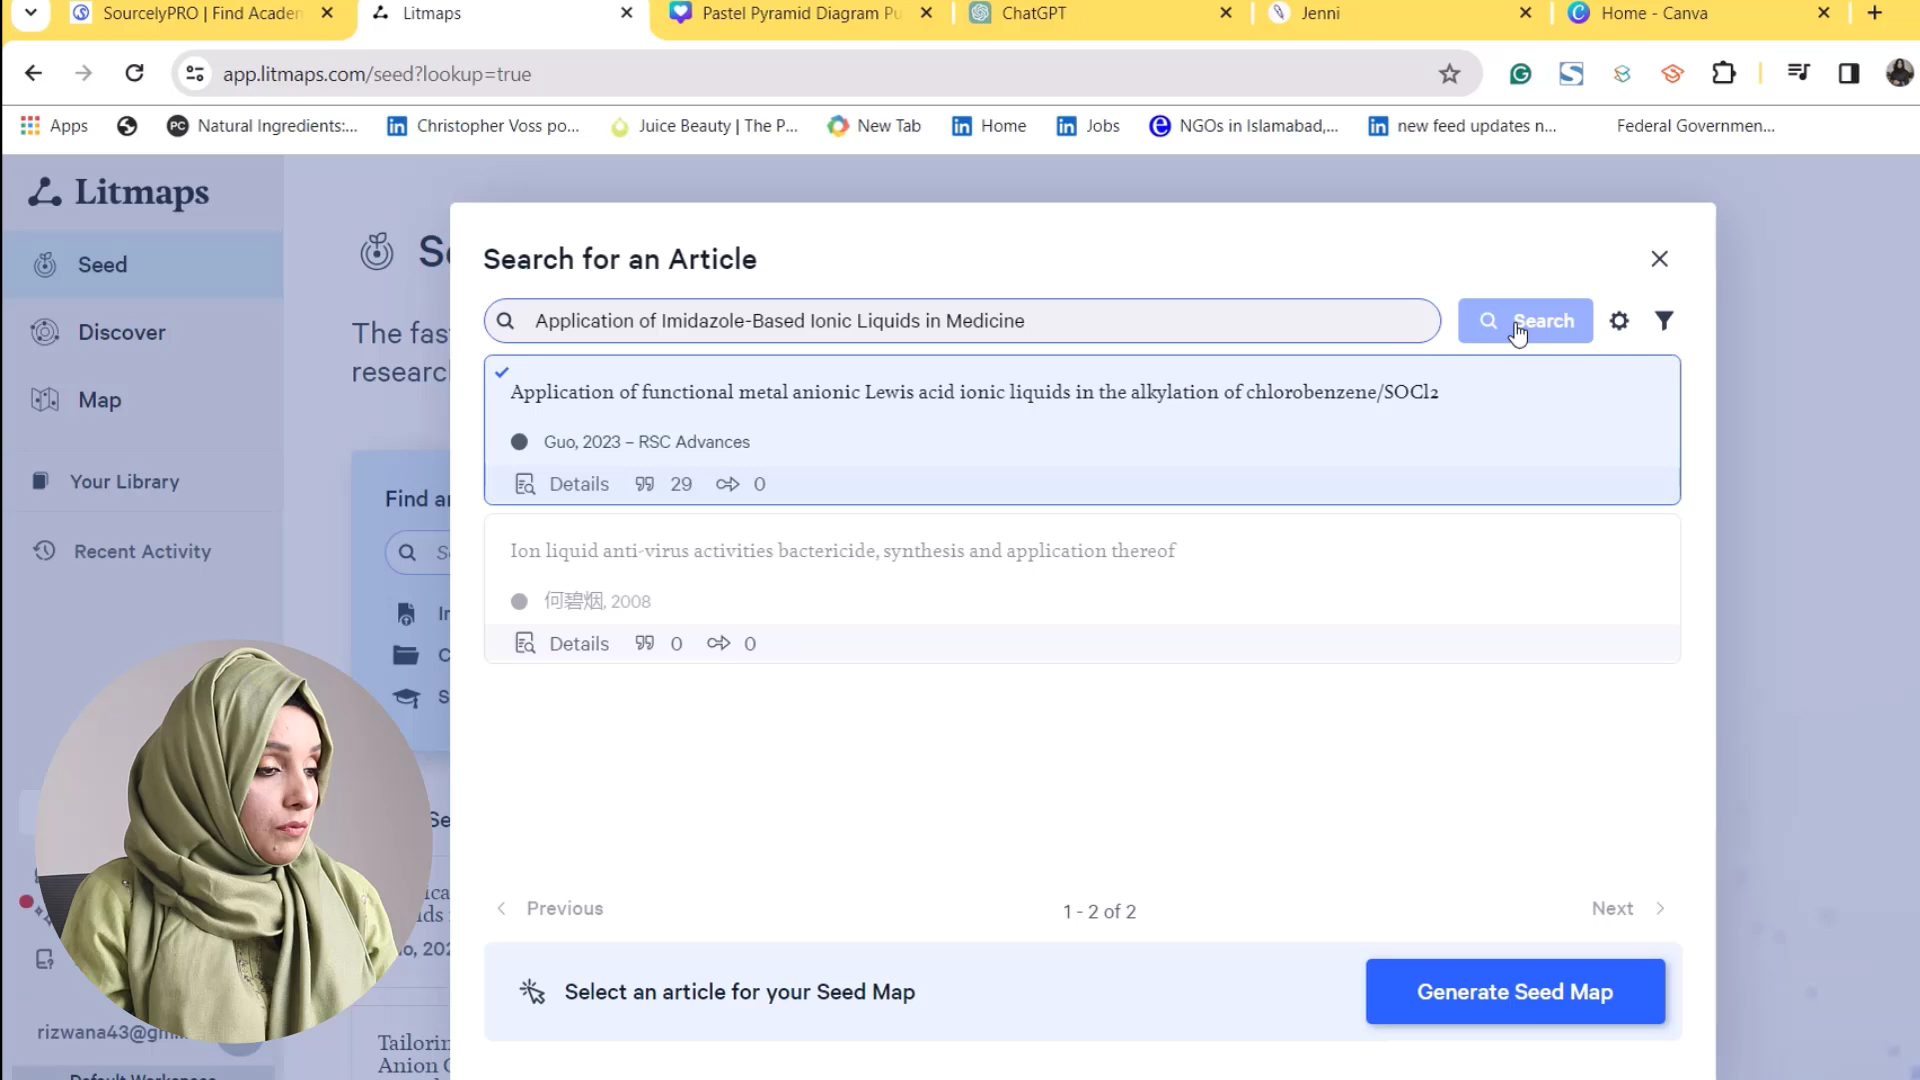 SourcelyPRO | Find Acaden
Litmaps
Pastel Pyramid Diagram Pu
ChatGPT
Jenni
Home - Canva
app.litmaps.com/seed?lookup=true
Apps
Natural Ingredients:...
Christopher Voss po...
Juice Beauty | The P...
New Tab
Home
Jobs
NGOs in Islamabad,...
new feed updates n...
Federal Governmen...
Litmaps
Seed
Discover
Map
Your Library
Recent Activity
The fas
researc
Find a
Search for an Article
Application of Imidazole-Based Ionic Liquids in Medicine
Search
Application of functional metal anionic Lewis acid ionic liquids in the alkylation of chlorobenzene/SOCl2
Guo, 2023 – RSC Advances
Details 29 0
Ion liquid anti-virus activities bactericide, synthesis and application thereof
何碧烟, 2008
Details 0 0
Previous
1 - 2 of 2
Next
Select an article for your Seed Map
Generate Seed Map
rizwana43@gm...
Tailorin
Anion
Default Workspace